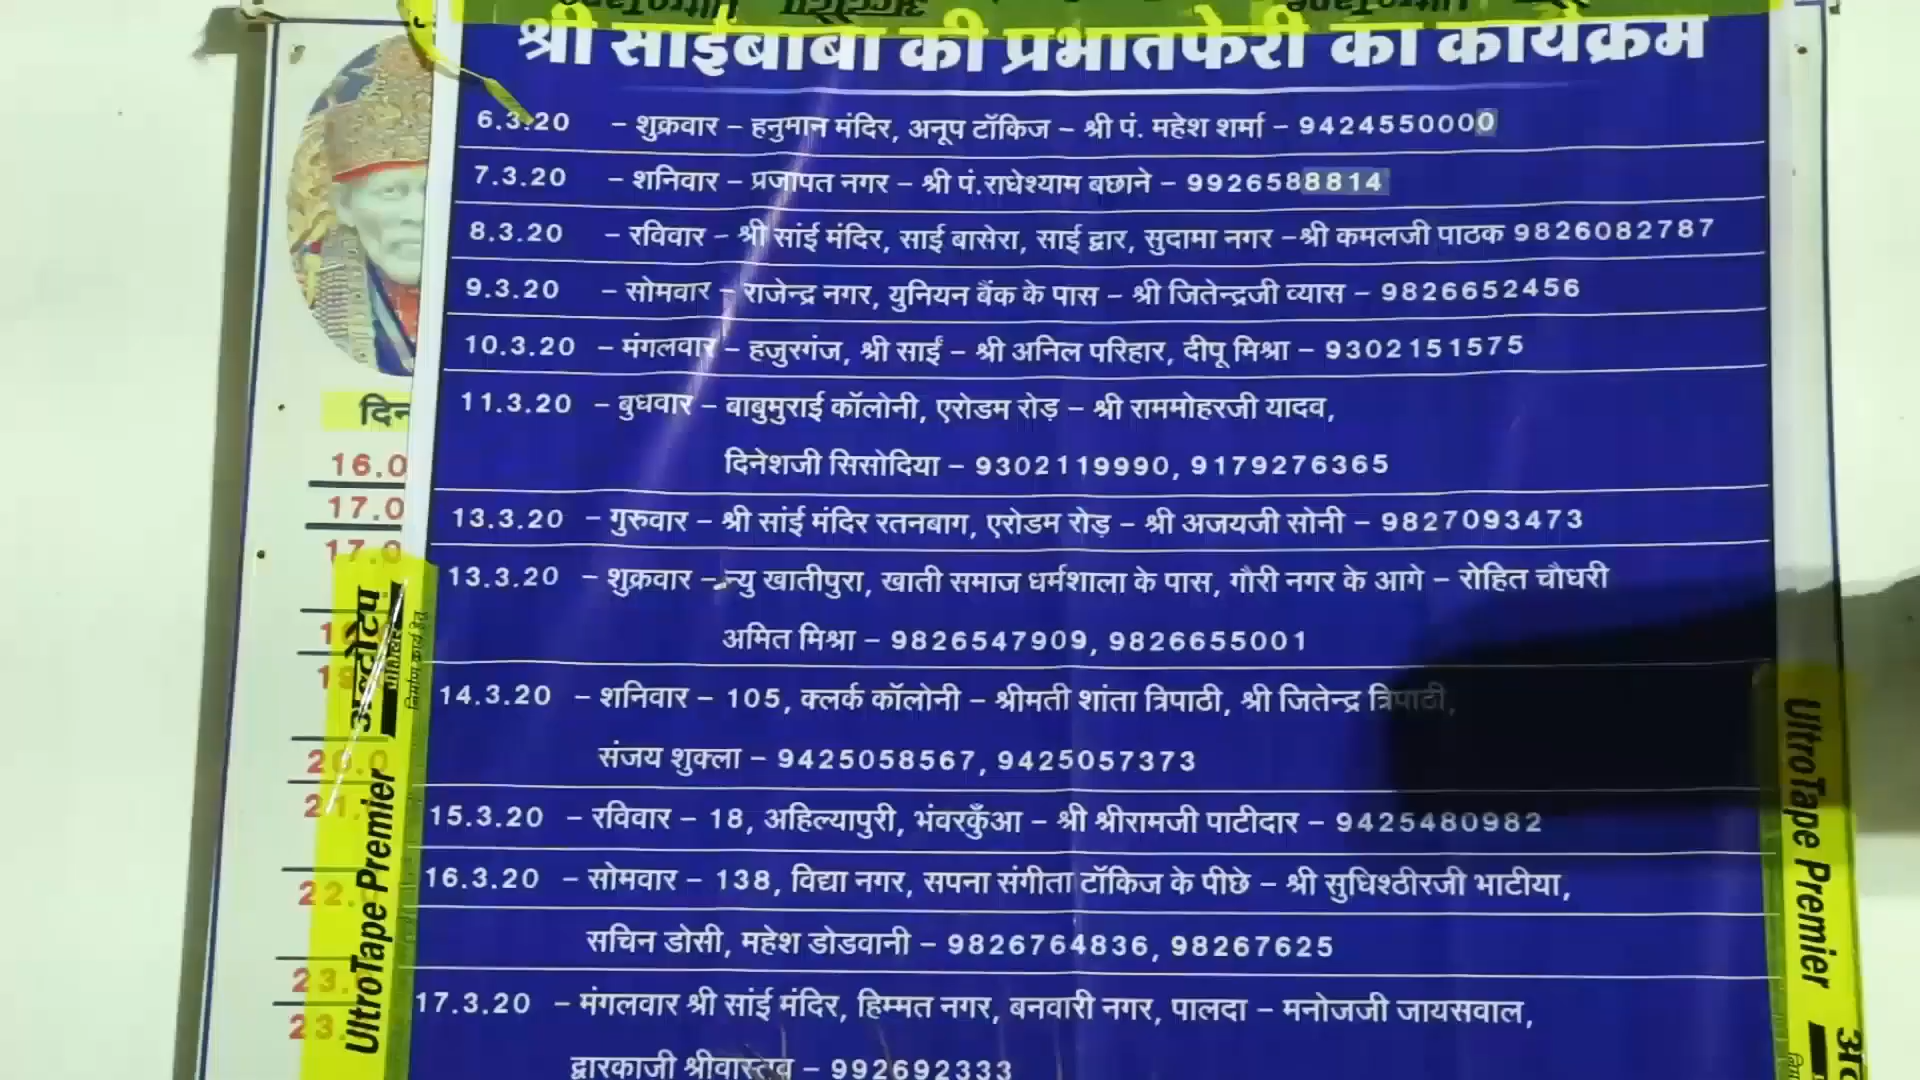 श्री साईबाबा की प्रभातफेरी का कार्यक्रम
6.3.20 – शुक्रवार – हनुमान मंदिर, अनूप टॉकिज – श्री पं. महेश शर्मा – 9424550000
7.3.20 – शनिवार – प्रजापत नगर – श्री पं.राधेश्याम बछाने – 9926588814
8.3.20 – रविवार – श्री सांई मंदिर, साई बासेरा, साई द्वार, सुदामा नगर –श्री कमलजी पाठक 9826082787
9.3.20 – सोमवार – राजेन्द्र नगर, युनियन बैंक के पास – श्री जितेन्द्रजी व्यास – 9826652456
10.3.20 – मंगलवार – हजुरगंज, श्री साईं – श्री अनिल परिहार, दीपू मिश्रा – 9302151575
11.3.20 – बुधवार – बाबुमुराई कॉलोनी, एरोडम रोड़ – श्री राममोहरजी यादव,
दिनेशजी सिसोदिया – 9302119990, 9179276365
13.3.20 – गुरुवार – श्री सांई मंदिर रतनबाग, एरोडम रोड़ – श्री अजयजी सोनी – 9827093473
13.3.20 – शुक्रवार – न्यु खातीपुरा, खाती समाज धर्मशाला के पास, गौरी नगर के आगे – रोहित चौधरी
अमित मिश्रा – 9826547909, 9826655001
14.3.20 – शनिवार – 105, क्लर्क कॉलोनी – श्रीमती शांता त्रिपाठी, श्री जितेन्द्र त्रिपाठी,
संजय शुक्ला – 9425058567, 9425057373
15.3.20 – रविवार – 18, अहिल्यापुरी, भंवरकुँआ – श्री श्रीरामजी पाटीदार – 9425480982
16.3.20 – सोमवार – 138, विद्या नगर, सपना संगीता टॉकिज के पीछे – श्री सुधिश्ठीरजी भाटीया,
सचिन डोसी, महेश डोडवानी – 9826764836, 98267625
17.3.20 – मंगलवार श्री सांई मंदिर, हिम्मत नगर, बनवारी नगर, पालदा – मनोजजी जायसवाल,
द्वारकाजी श्रीवास्तव – 992692333
दिन
16.0
17.0
17.0
20.0
21.
22.
23.
23.
UltroTape Premier
UltroTape Premier